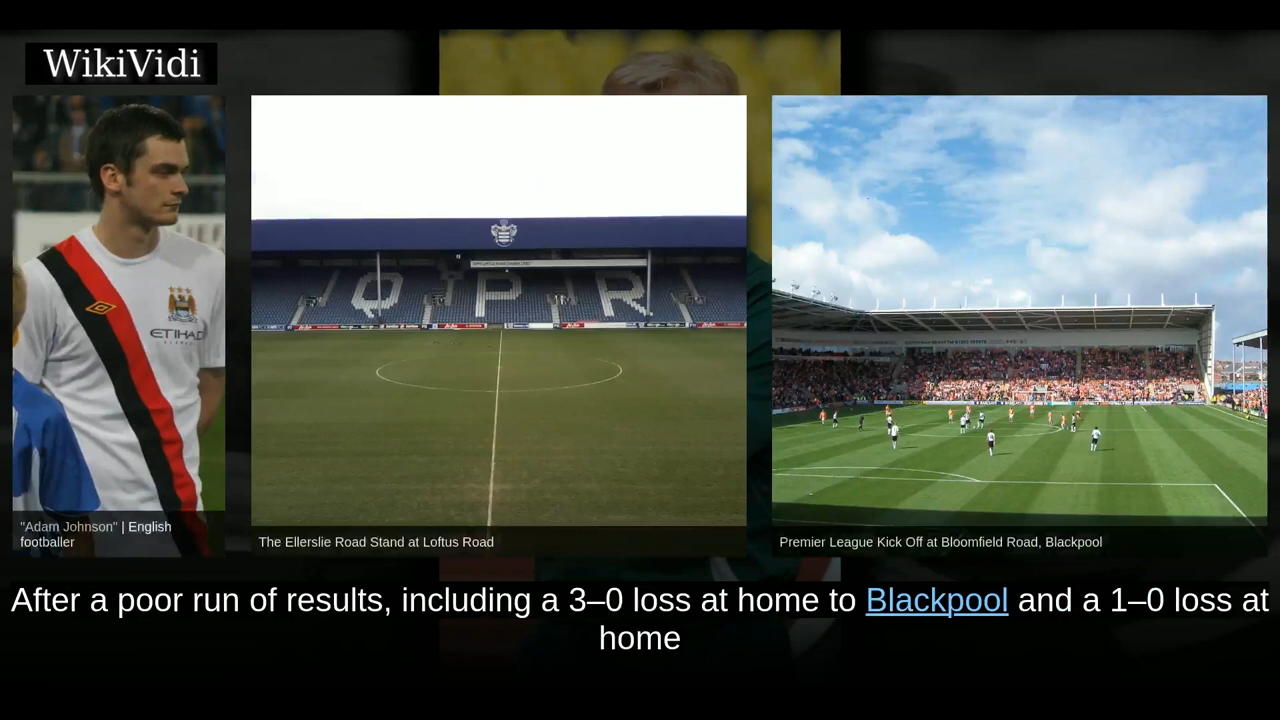 WikiVidi
ETIHAD
QPR
"Adam Johnson" | English
footballer
The Ellerslie Road Stand at Loftus Road
Premier League Kick Off at Bloomfield Road, Blackpool
After a poor run of results, including a 3–0 loss at home to Blackpool and a 1–0 loss at
home